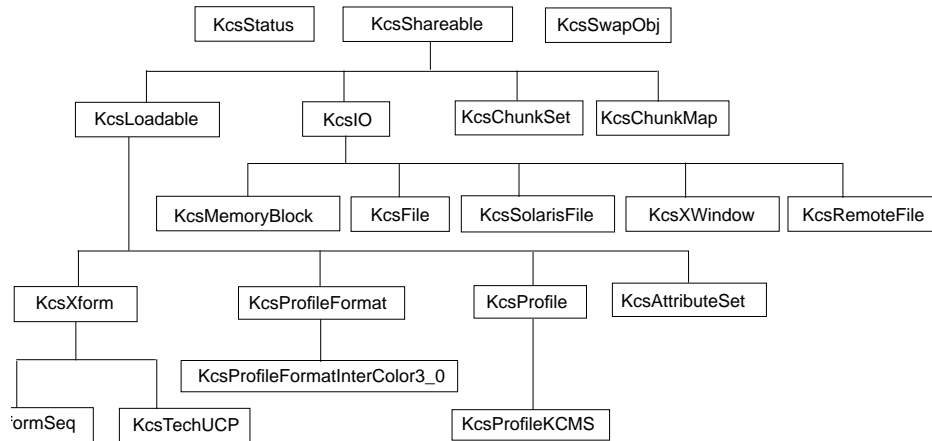 KcsStatus
KcsShareable
KcsSwapObj
KcsLoadable
KcsIO
KcsChunkSet
KcsChunkMap
KcsMemoryBlock
KcsFile
KcsSolarisFile
KcsXWindow
KcsRemoteFile
KcsXform
KcsProfileFormat
KcsProfile
KcsAttributeSet
KcsProfileFormatInterColor3_0
formSeq
KcsTechUCP
KcsProfileKCMS